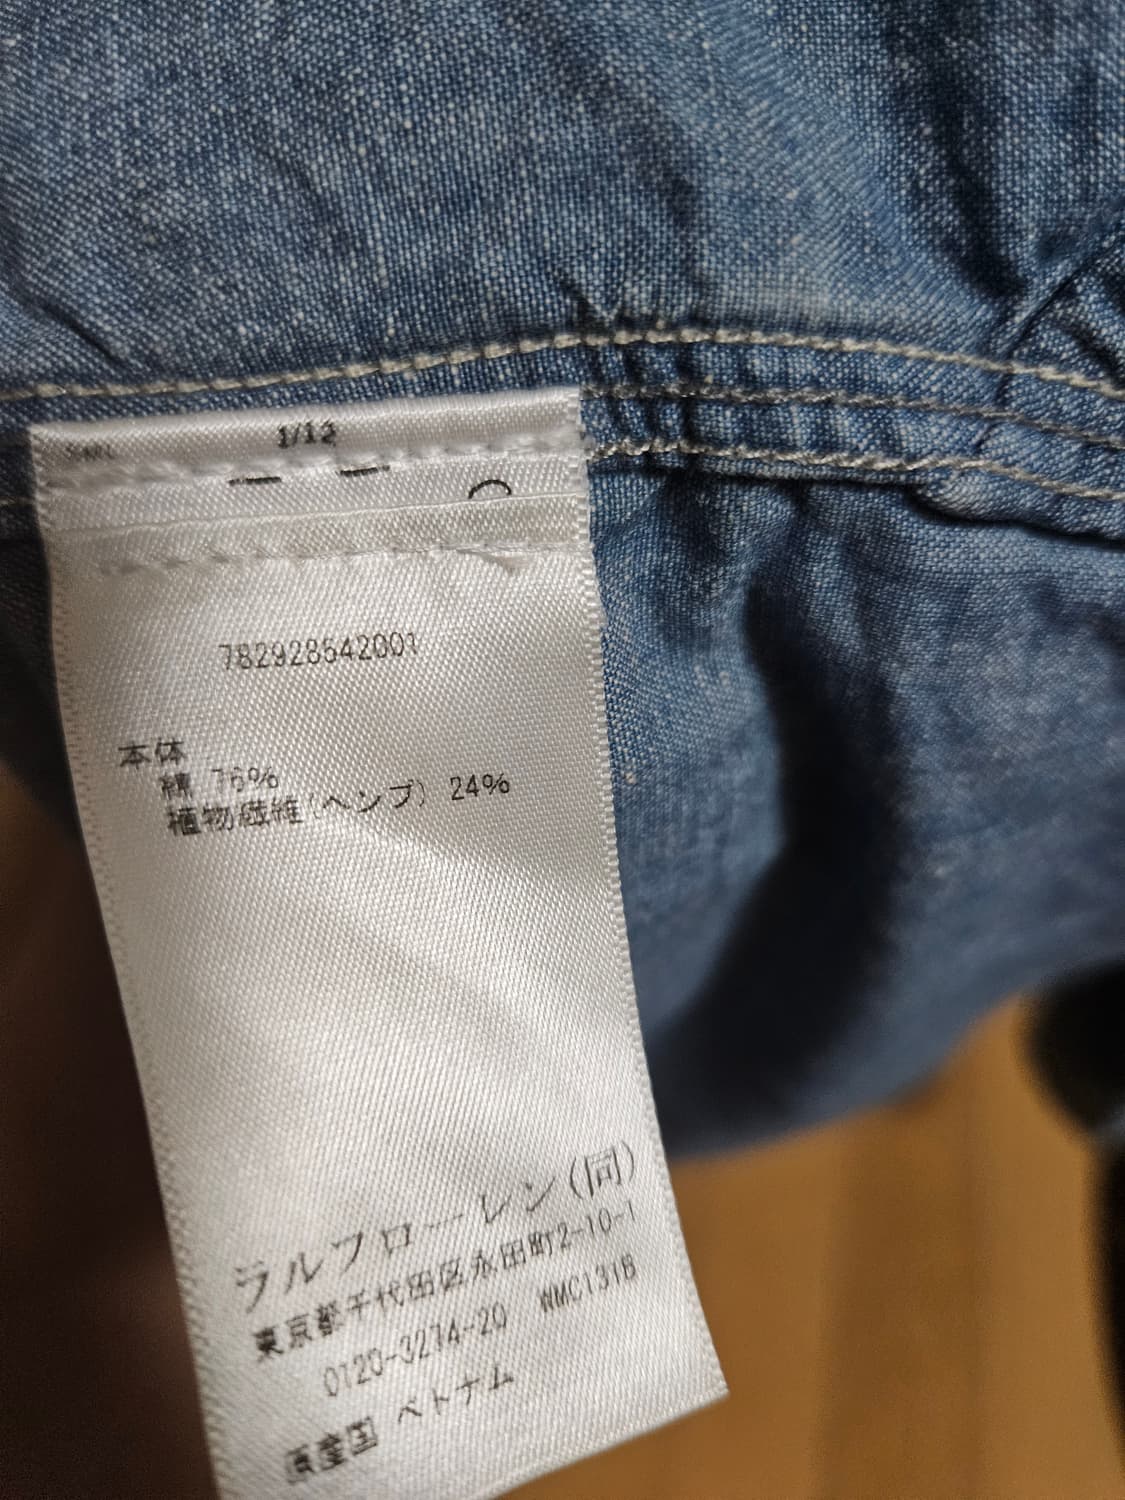 1/12
782928542001
本体
綿 76%
植物繊維(ヘンプ) 24%
ラルフローレン(同)
東京都千代田区永田町2-10-1
0120-3274-20 WMC131B
原産国 ベトナム